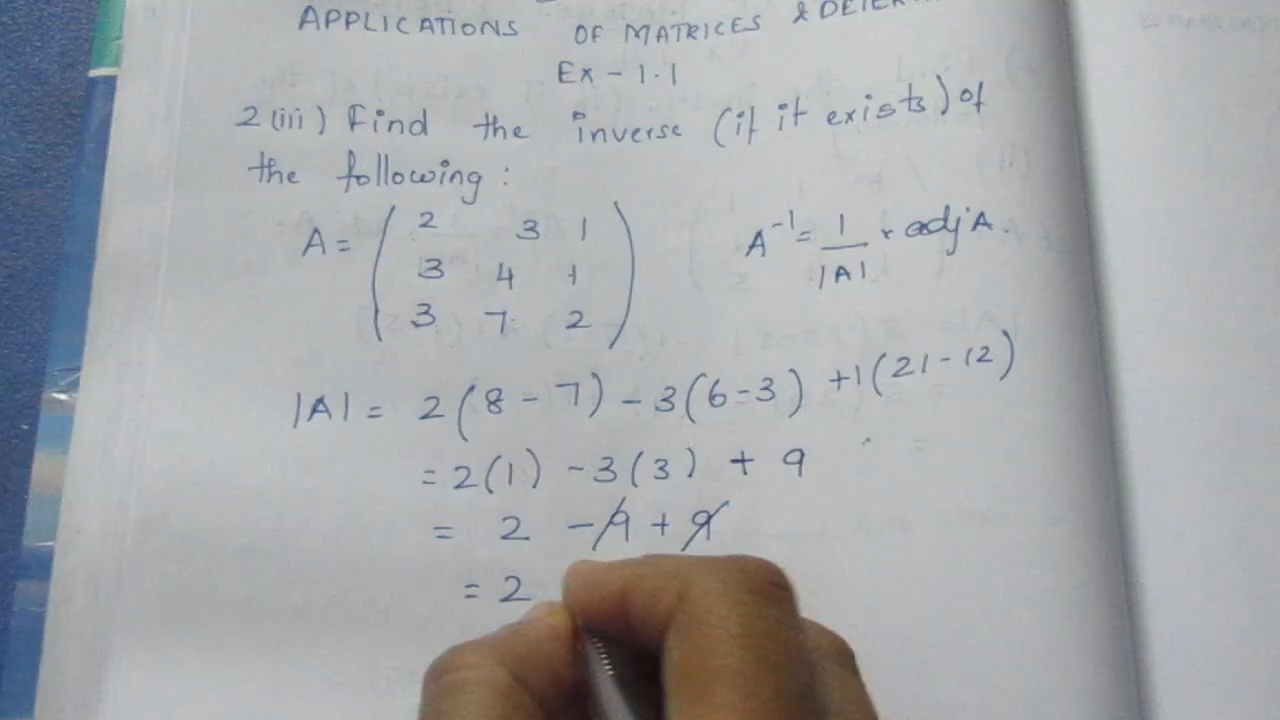 APPLICATIONS OF MATRICES & DETER
Ex - 1.1
2(iii) Find the inverse (if it exists) of
the following:
A = ( 2 3 1
3 4 1
3 7 2 )
A⁻¹ = 1/|A| × adj A.
|A| = 2(8 - 7) - 3(6 - 3) + 1(21 - 12)
= 2(1) - 3(3) + 9
= 2 - 9 + 9
= 2